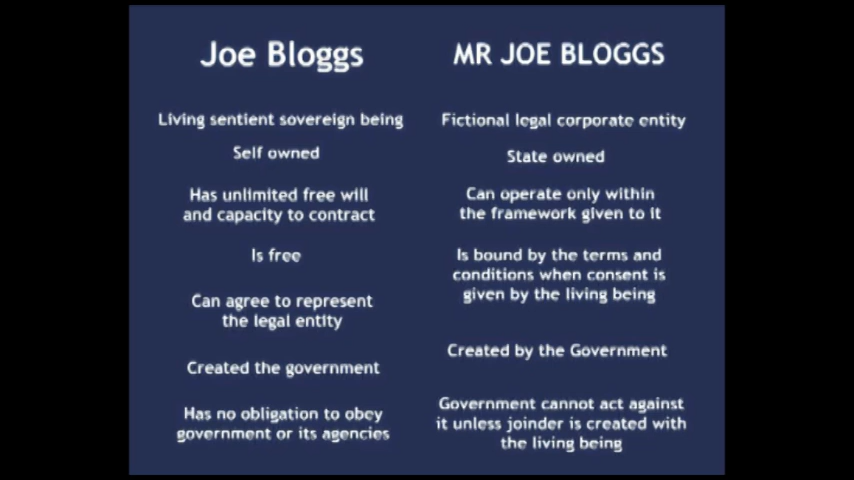 Joe Bloggs
Living sentient sovereign being
Self owned
Has unlimited free will
and capacity to contract
Is free
Can agree to represent
the legal entity
Created the government
Has no obligation to obey
government or its agencies
MR JOE BLOGGS
Fictional legal corporate entity
State owned
Can operate only within
the framework given to it
Is bound by the terms and
conditions when consent is
given by the living being
Created by the Government
Government cannot act against
it unless joinder is created with
the living being